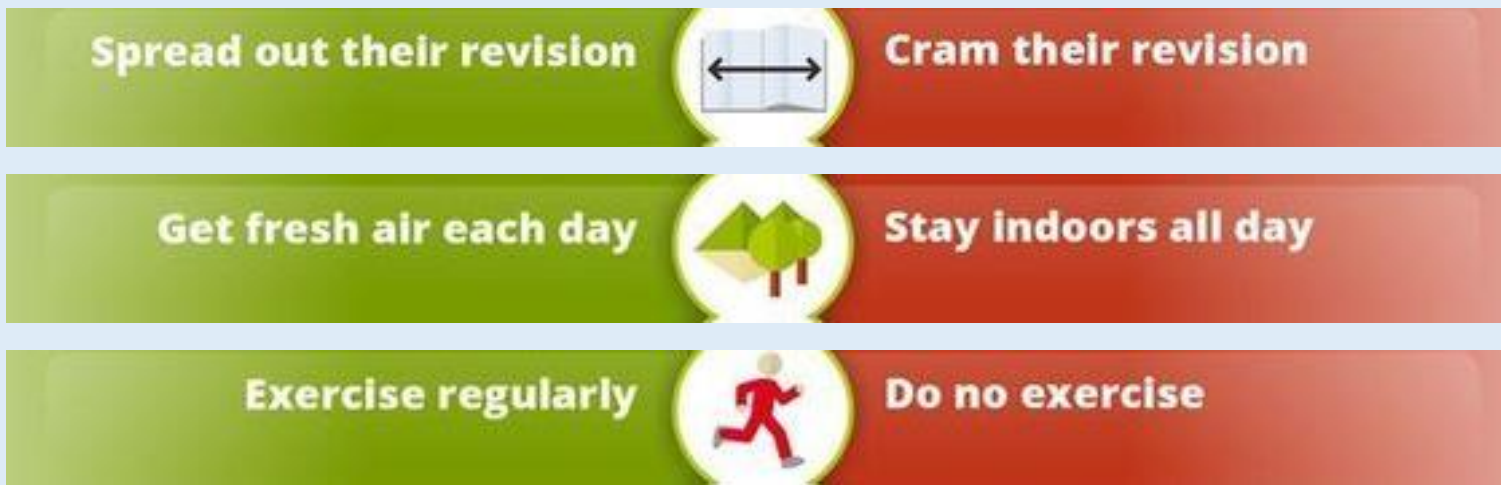 Spread out their revision
Cram their revision
Get fresh air each day
Stay indoors all day
Exercise regularly
Do no exercise